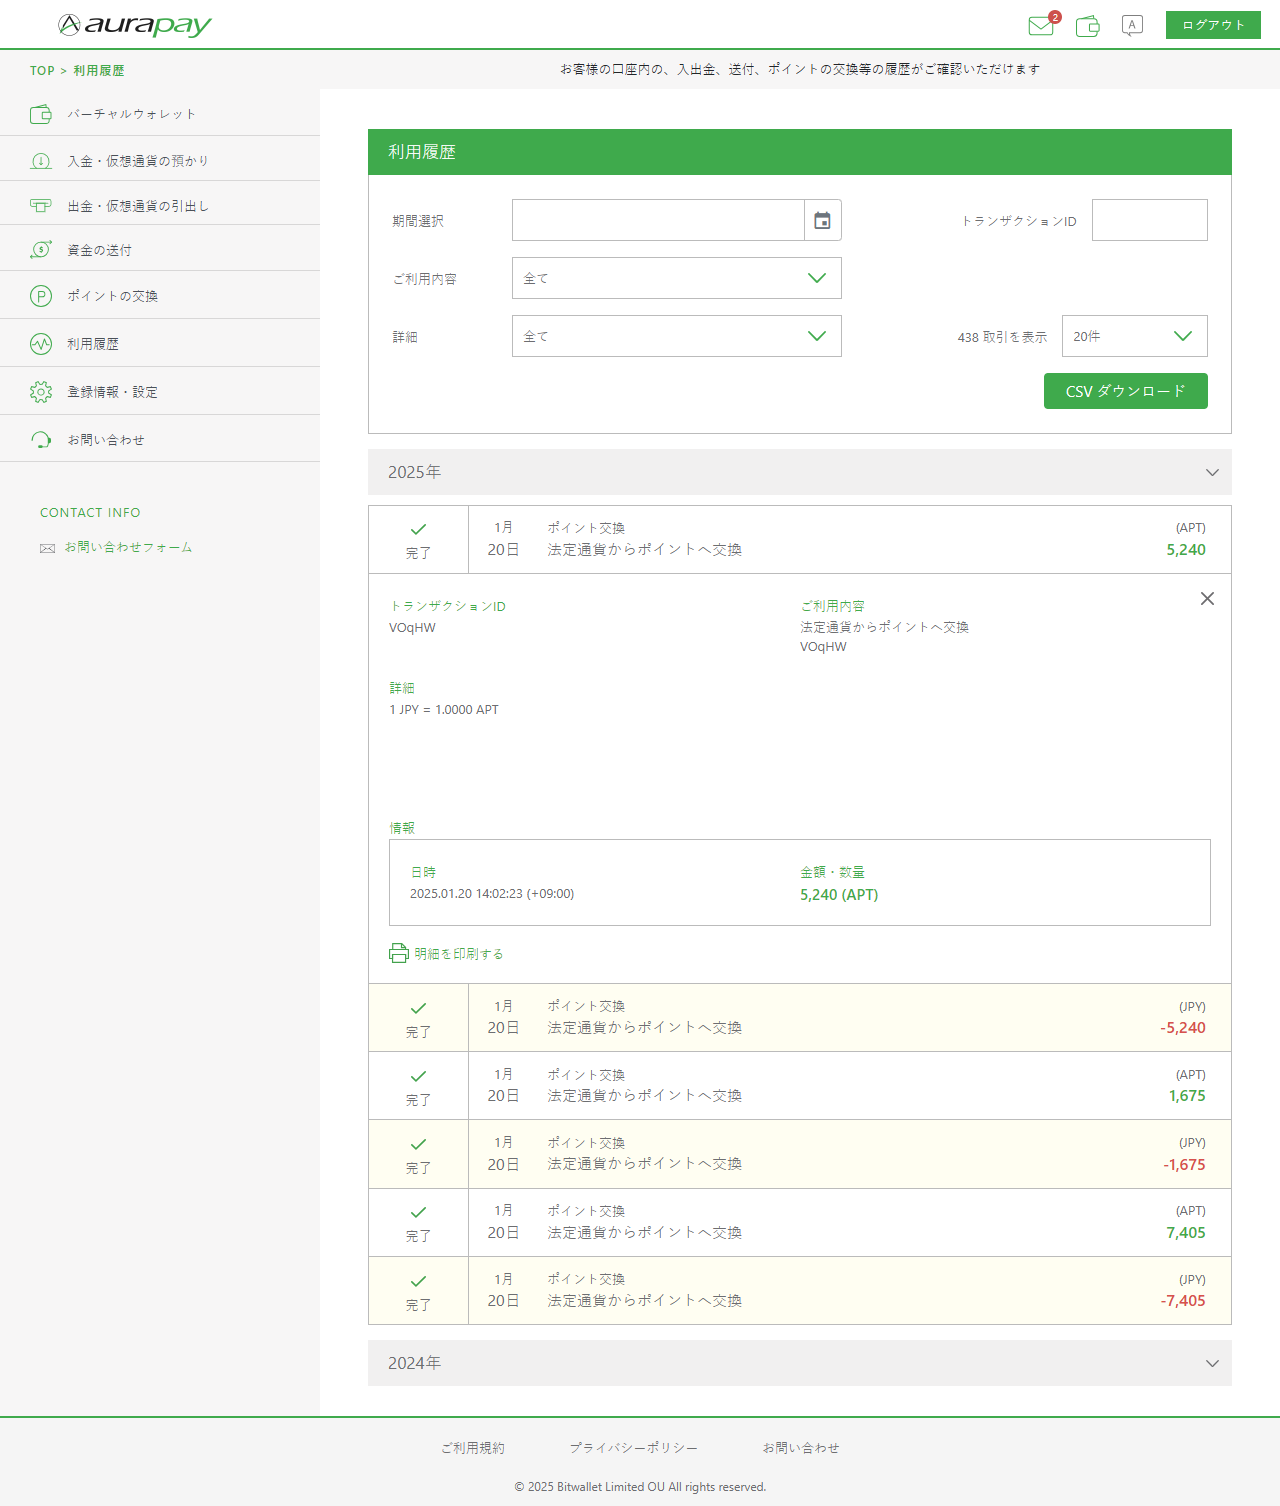 aurapay
2
A
ログアウト
TOP > 利用履歴
お客様の口座内の、入出金、送付、ポイントの交換等の履歴がご確認いただけます
バーチャルウォレット
入金・仮想通貨の預かり
出金・仮想通貨の引出し
資金の送付
ポイントの交換
利用履歴
登録情報・設定
お問い合わせ
CONTACT INFO
お問い合わせフォーム
利用履歴
期間選択
トランザクションID
ご利用内容
全て
詳細
全て
438 取引を表示
20件
CSV ダウンロード
2025年
完了
1月
20日
ポイント交換
法定通貨からポイントへ交換
(APT)
5,240
トランザクションID
VOqHW
ご利用内容
法定通貨からポイントへ交換
VOqHW
詳細
1 JPY = 1.0000 APT
情報
日時
2025.01.20 14:02:23 (+09:00)
金額・数量
5,240 (APT)
明細を印刷する
完了
1月
20日
ポイント交換
法定通貨からポイントへ交換
(JPY)
-5,240
完了
1月
20日
ポイント交換
法定通貨からポイントへ交換
(APT)
1,675
完了
1月
20日
ポイント交換
法定通貨からポイントへ交換
(JPY)
-1,675
完了
1月
20日
ポイント交換
法定通貨からポイントへ交換
(APT)
7,405
完了
1月
20日
ポイント交換
法定通貨からポイントへ交換
(JPY)
-7,405
2024年
ご利用規約
プライバシーポリシー
お問い合わせ
© 2025 Bitwallet Limited OU All rights reserved.